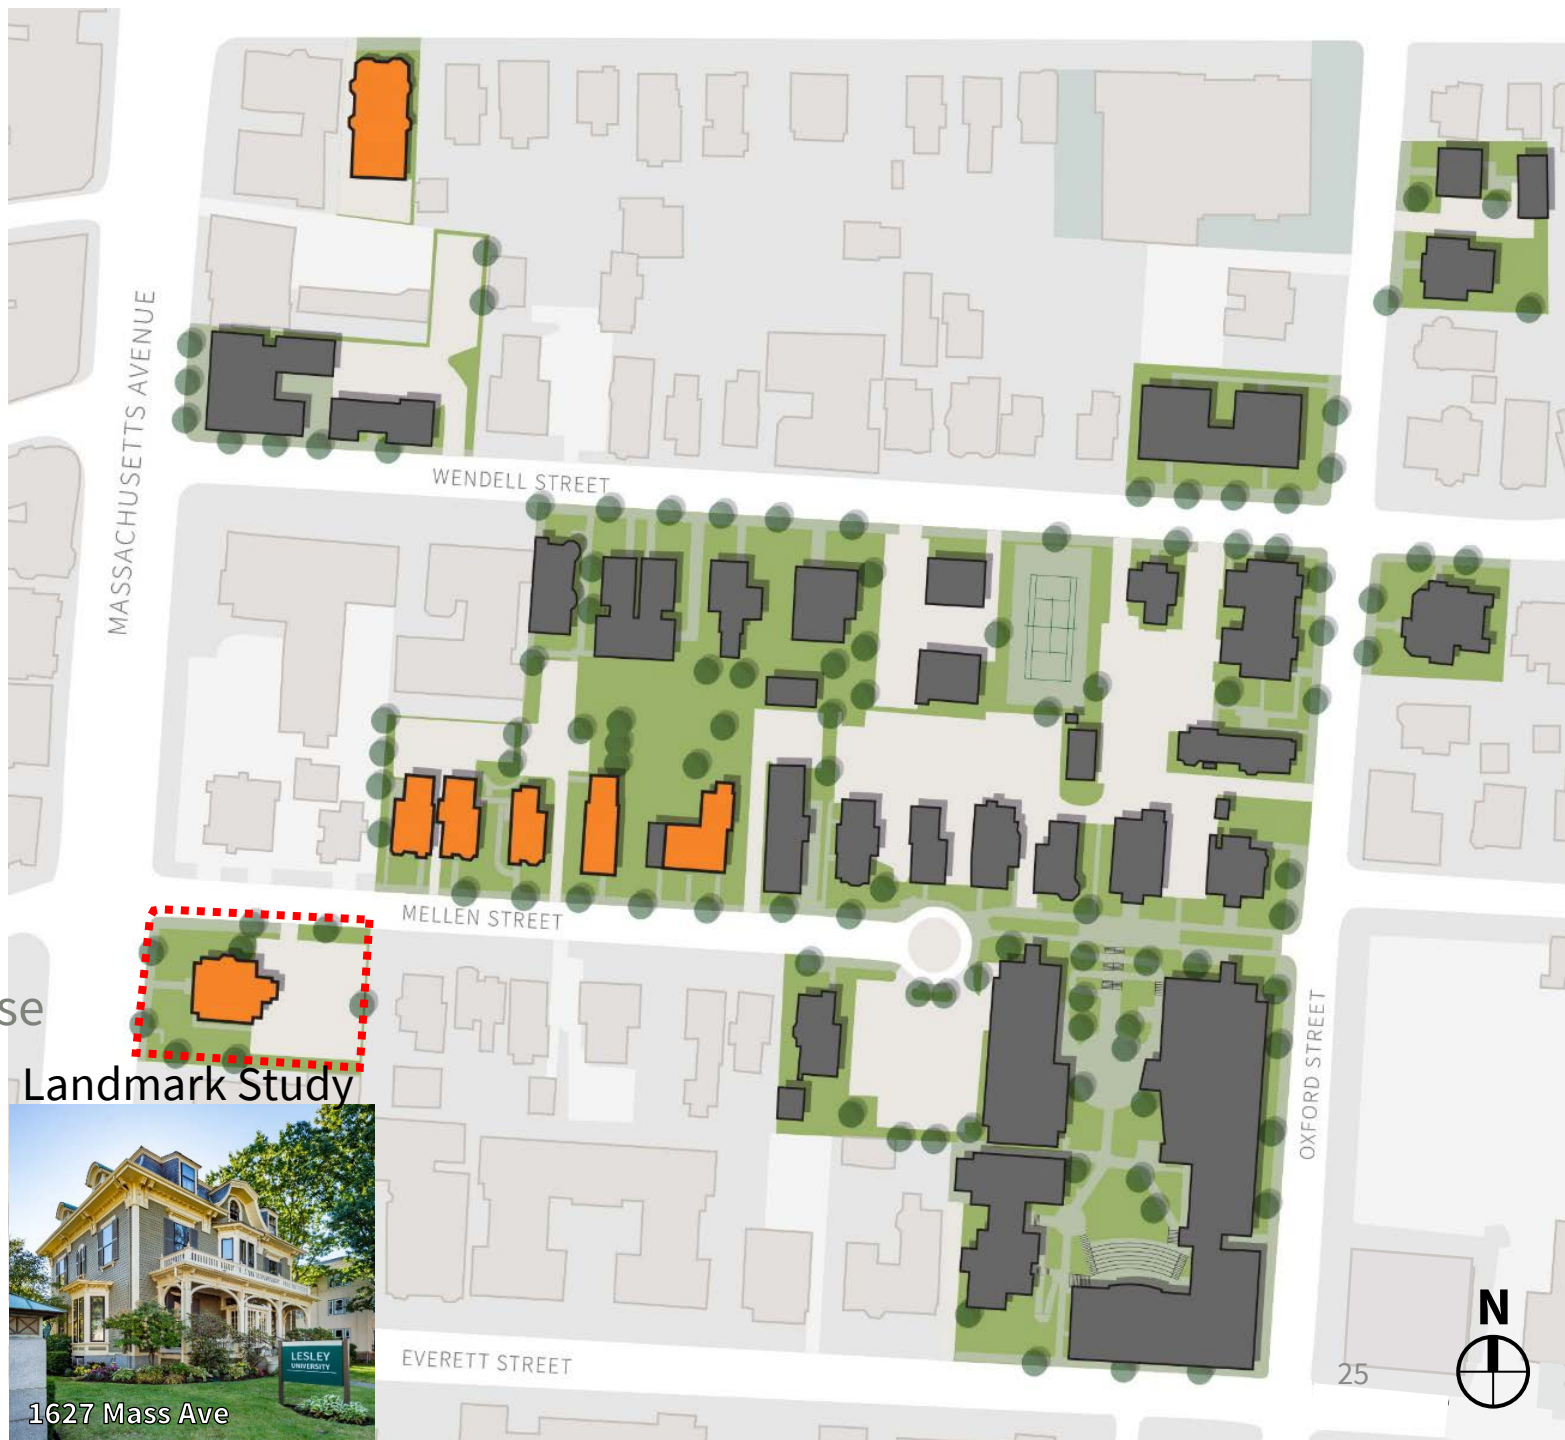 MASSACHUSETTS AVENUE
WENDELL STREET
MELLEN STREET
se
Landmark Study
OXFORD STREET
LESLEY
UNIVERSITY
1627 Mass Ave
EVERETT STREET
25
N